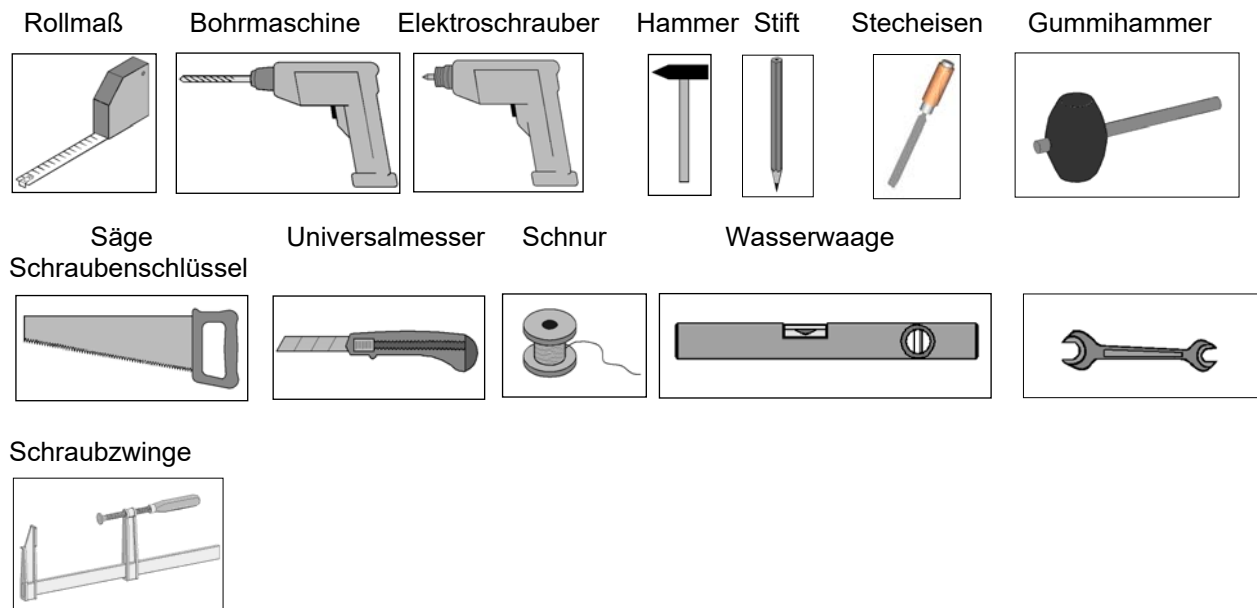 Rollmaß Bohrmaschine Elektroschrauber Hammer Stift Stecheisen Gummihammer
Säge Universalmesser Schnur Wasserwaage
Schraubenschlüssel
Schraubzwinge